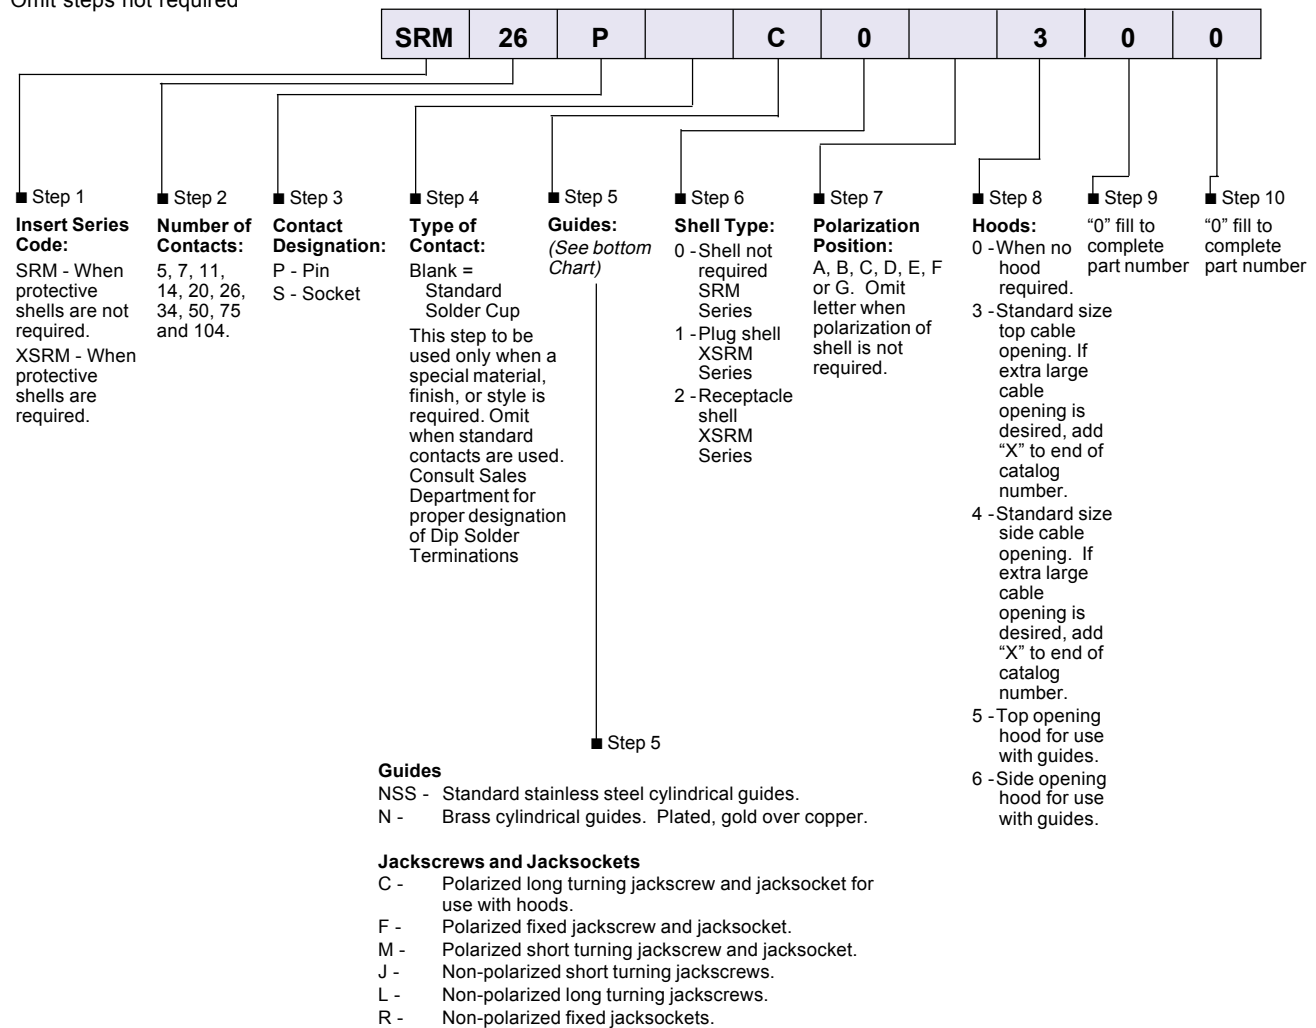 Omit steps not required
SRM 26 P C 0 3 0 0
■ Step 1
Insert Series
Code:
SRM - When
protective
shells are not
required.
XSRM - When
protective
shells are
required.
■ Step 2
Number of
Contacts:
5, 7, 11,
14, 20, 26,
34, 50, 75
and 104.
■ Step 3
Contact
Designation:
P - Pin
S - Socket
■ Step 4
Type of
Contact:
Blank =
Standard
Solder Cup
This step to be
used only when a
special material,
finish, or style is
required. Omit
when standard
contacts are used.
Consult Sales
Department for
proper designation
of Dip Solder
Terminations
■ Step 5
Guides:
(See bottom
Chart)
■ Step 6
Shell Type:
0 - Shell not
required
SRM
Series
1 - Plug shell
XSRM
Series
2 - Receptacle
shell
XSRM
Series
■ Step 7
Polarization
Position:
A, B, C, D, E, F
or G. Omit
letter when
polarization of
shell is not
required.
■ Step 8
Hoods:
0 - When no
hood
required.
3 - Standard size
top cable
opening. If
extra large
cable
opening is
desired, add
“X” to end of
catalog
number.
4 - Standard size
side cable
opening. If
extra large
cable
opening is
desired, add
“X” to end of
catalog
number.
5 - Top opening
hood for use
with guides.
6 - Side opening
hood for use
with guides.
■ Step 9
“0” fill to
complete
part number
■ Step 10
“0” fill to
complete
part number
■ Step 5
Guides
NSS - Standard stainless steel cylindrical guides.
N - Brass cylindrical guides. Plated, gold over copper.
Jackscrews and Jacksockets
C - Polarized long turning jackscrew and jacksocket for
use with hoods.
F - Polarized fixed jackscrew and jacksocket.
M - Polarized short turning jackscrew and jacksocket.
J - Non-polarized short turning jackscrews.
L - Non-polarized long turning jackscrews.
R - Non-polarized fixed jacksockets.